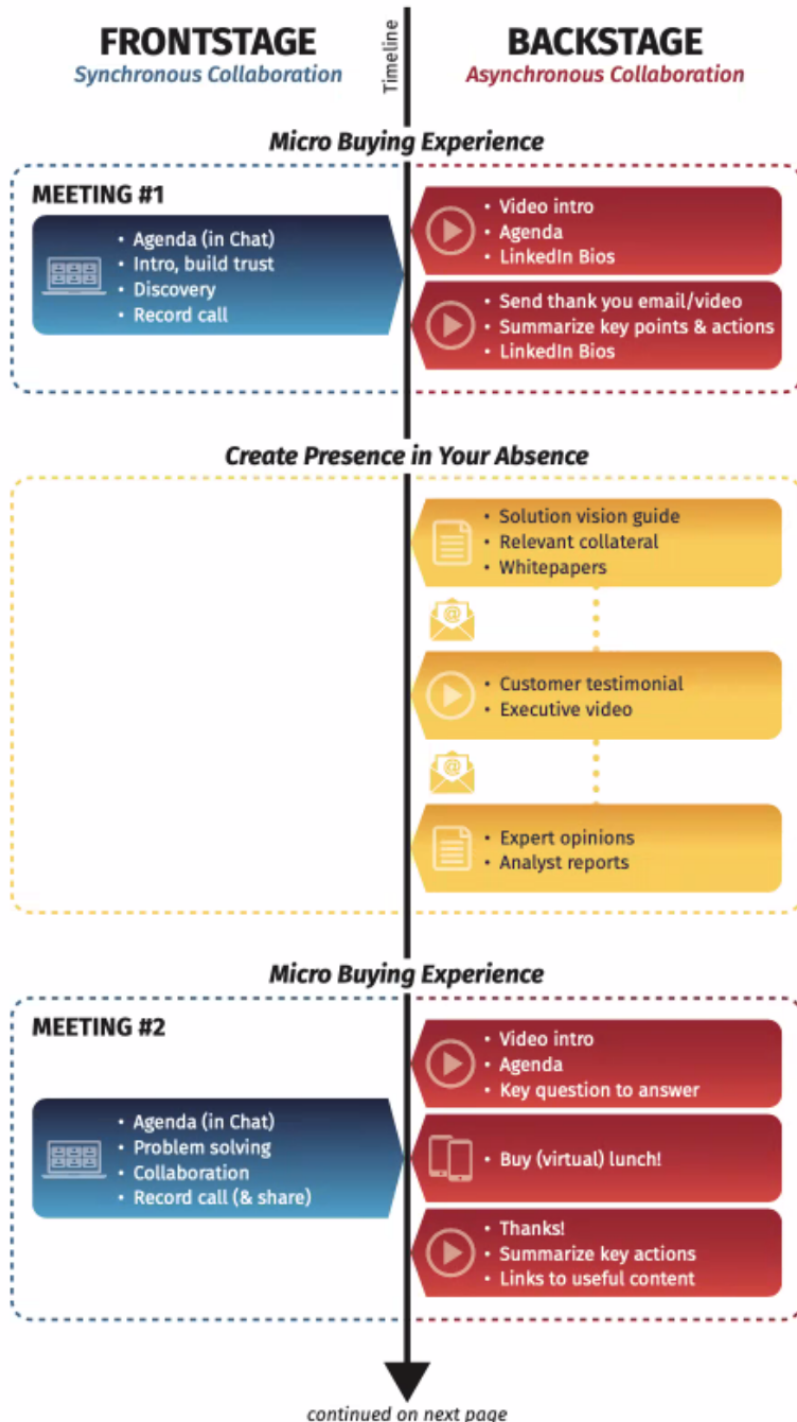 FRONTSTAGE
Synchronous Collaboration
Timeline
BACKSTAGE
Asynchronous Collaboration
Micro Buying Experience
MEETING #1
• Agenda (in Chat)
• Intro, build trust
• Discovery
• Record call
• Video intro
• Agenda
• LinkedIn Bios
• Send thank you email/video
• Summarize key points & actions
• LinkedIn Bios
Create Presence in Your Absence
• Solution vision guide
• Relevant collateral
• Whitepapers
@
• Customer testimonial
• Executive video
@
• Expert opinions
• Analyst reports
Micro Buying Experience
MEETING #2
• Agenda (in Chat)
• Problem solving
• Collaboration
• Record call (& share)
• Video intro
• Agenda
• Key question to answer
• Buy (virtual) lunch!
• Thanks!
• Summarize key actions
• Links to useful content
continued on next page